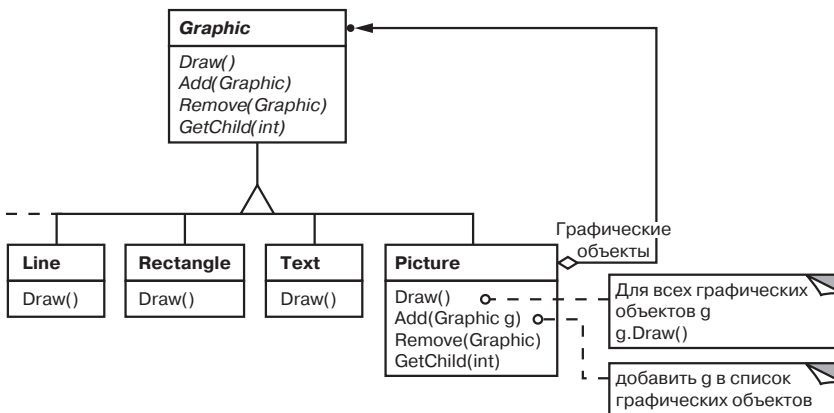 Graphic
Draw()
Add(Graphic)
Remove(Graphic)
GetChild(int)
Line
Draw()
Rectangle
Draw()
Text
Draw()
Picture
Draw()
Add(Graphic g)
Remove(Graphic)
GetChild(int)
Графические
объекты
Для всех графических
объектов g
g.Draw()
добавить g в список
графических объектов